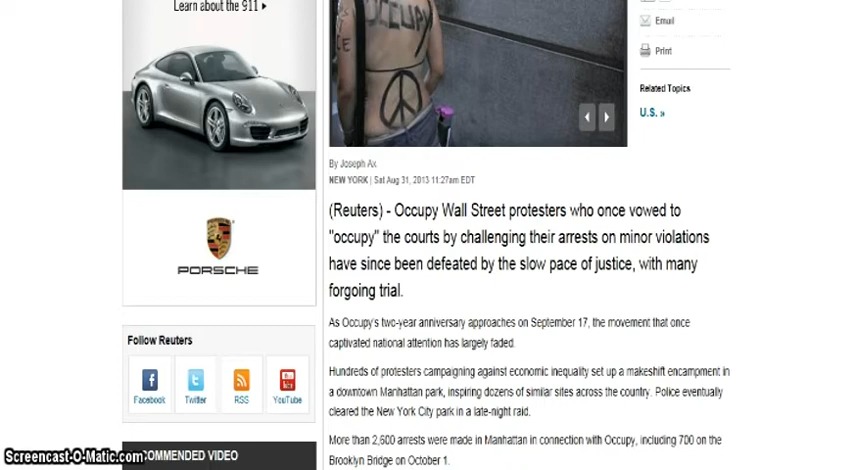 Learn about the 911
OCCUPY
Email
Print
Related Topics
U.S. »
By Joseph Ax
NEW YORK | Sat Aug 31, 2013 11:27am EDT
(Reuters) - Occupy Wall Street protesters who once vowed to
"occupy" the courts by challenging their arrests on minor violations
have since been defeated by the slow pace of justice, with many
forgoing trial.
PORSCHE
As Occupy's two-year anniversary approaches on September 17, the movement that once
captivated national attention has largely faded.
Hundreds of protesters campaigning against economic inequality set up a makeshift encampment in
a downtown Manhattan park, inspiring dozens of similar sites across the country. Police eventually
cleared the New York City park in a late-night raid.
More than 2,600 arrests were made in Manhattan in connection with Occupy, including 700 on the
Brooklyn Bridge on October 1.
Follow Reuters
Facebook
Twitter
RSS
YouTube
COMMENDED VIDEO
Screencast-O-Matic.com